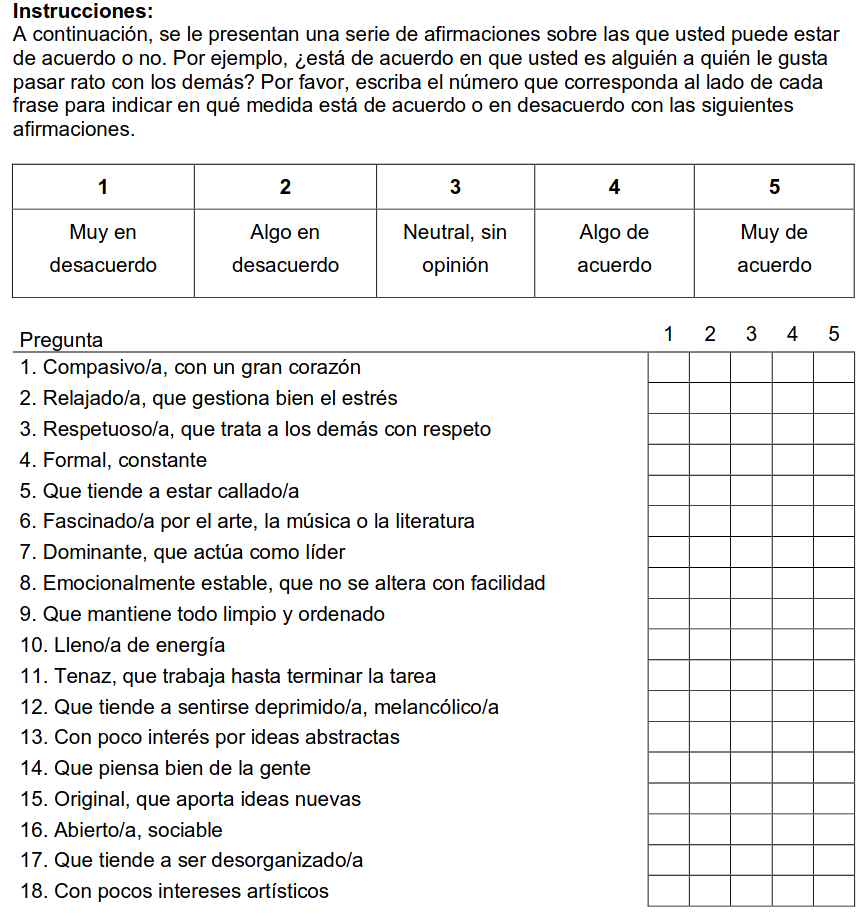 Instrucciones:
A continuación, se le presentan una serie de afirmaciones sobre las que usted puede estar
de acuerdo o no. Por ejemplo, ¿está de acuerdo en que usted es alguién a quién le gusta
pasar rato con los demás? Por favor, escriba el número que corresponda al lado de cada
frase para indicar en qué medida está de acuerdo o en desacuerdo con las siguientes
afirmaciones.
1 2 3 4 5
Muy en desacuerdo
Algo en desacuerdo
Neutral, sin opinión
Algo de acuerdo
Muy de acuerdo
Pregunta 1 2 3 4 5
1. Compasivo/a, con un gran corazón
2. Relajado/a, que gestiona bien el estrés
3. Respetuoso/a, que trata a los demás con respeto
4. Formal, constante
5. Que tiende a estar callado/a
6. Fascinado/a por el arte, la música o la literatura
7. Dominante, que actúa como líder
8. Emocionalmente estable, que no se altera con facilidad
9. Que mantiene todo limpio y ordenado
10. Lleno/a de energía
11. Tenaz, que trabaja hasta terminar la tarea
12. Que tiende a sentirse deprimido/a, melancólico/a
13. Con poco interés por ideas abstractas
14. Que piensa bien de la gente
15. Original, que aporta ideas nuevas
16. Abierto/a, sociable
17. Que tiende a ser desorganizado/a
18. Con pocos intereses artísticos